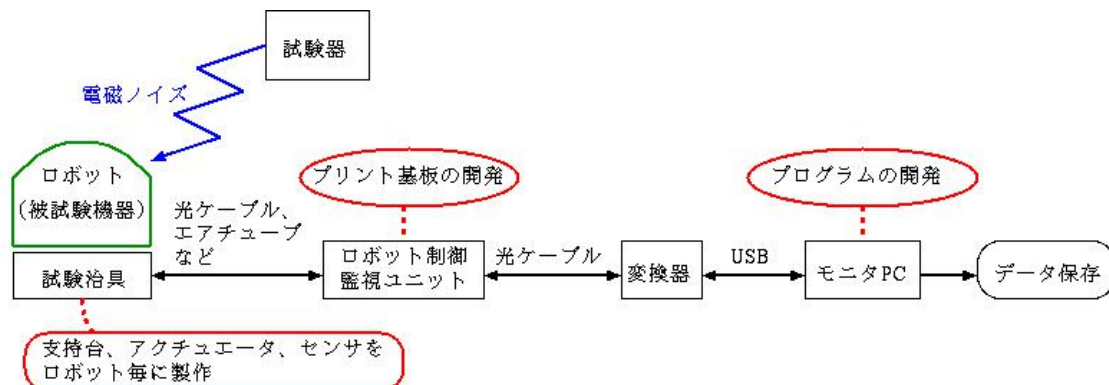 試験器
電磁ノイズ
ロボット
(被試験機器)
プリント基板の開発
プログラムの開発
光ケーブル、
エアチューブ
など
試験治具
ロボット制御
監視ユニット
光ケーブル
変換器
USB
モニタPC
データ保存
支持台、アクチュエータ、センサを
ロボット毎に製作